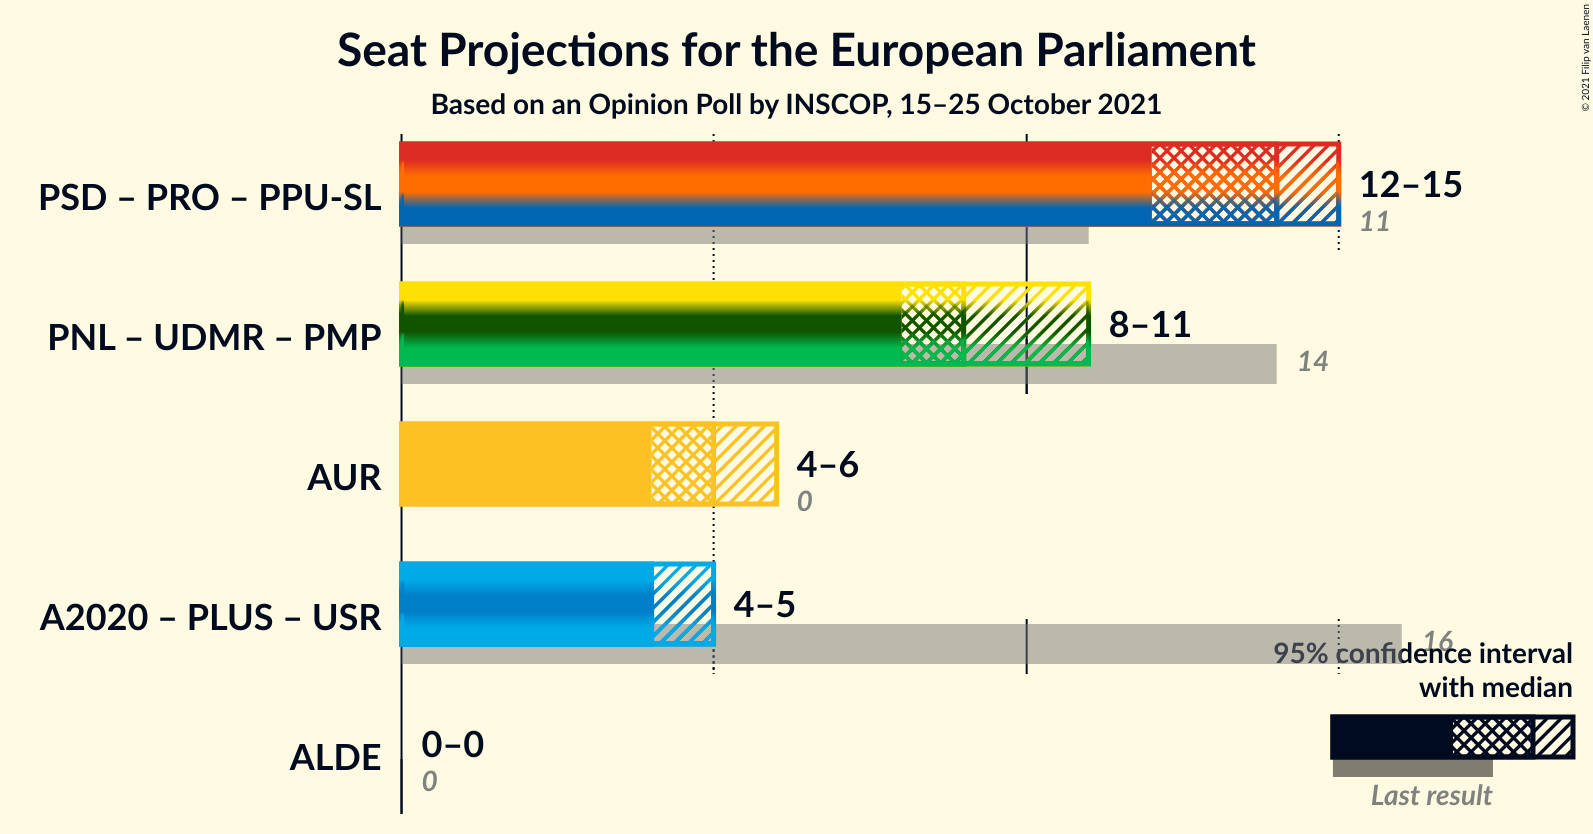 Seat Projections for the European Parliament
Based on an Opinion Poll by INSCOP, 15–25 October 2021
© 2021 Filip van Laenen
PSD – PRO – PPU-SL
12–15
11
PNL – UDMR – PMP
8–11
14
AUR
4–6
0
A2020 – PLUS – USR
4–5
16
ALDE
0–0
0
95% confidence interval
with median
Last result